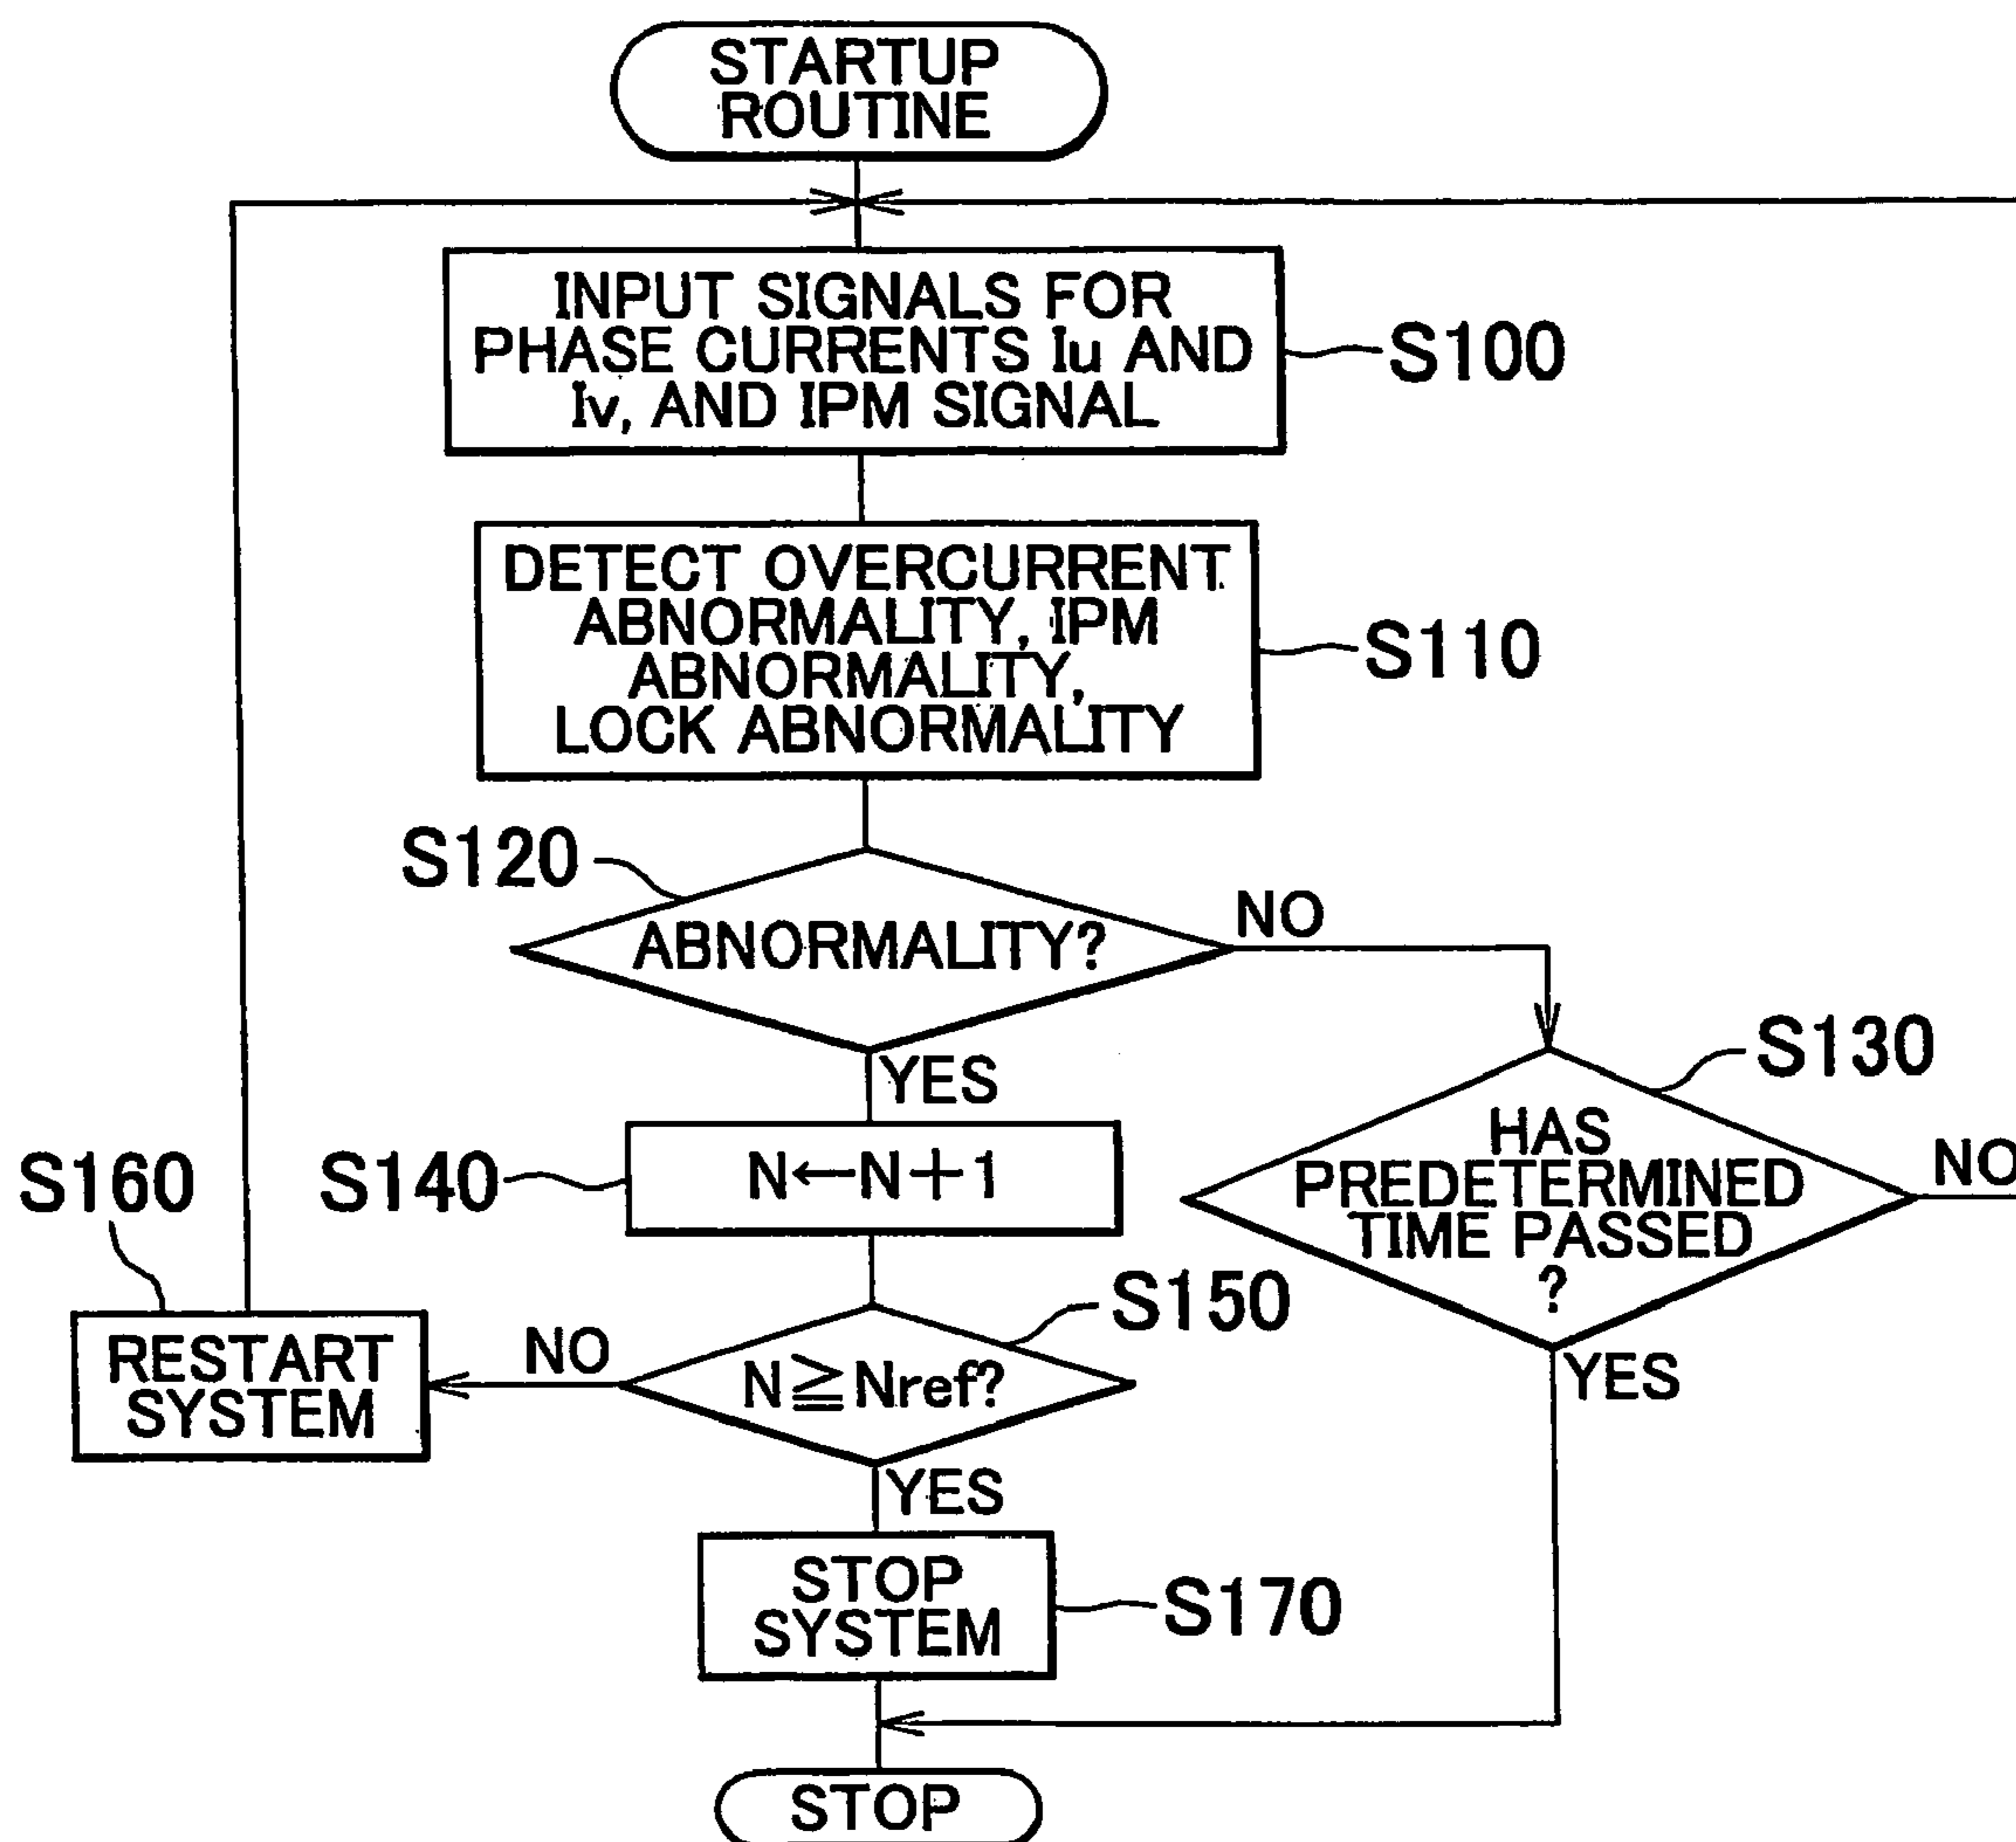 STARTUP
ROUTINE
INPUT SIGNALS FOR
PHASE CURRENTS Iu AND
Iv, AND IPM SIGNAL
S100
DETECT OVERCURRENT
ABNORMALITY, IPM
ABNORMALITY,
LOCK ABNORMALITY
S110
S120
ABNORMALITY?
NO
YES
S130
HAS
PREDETERMINED
TIME PASSED
?
NO
YES
S140
N←N+1
S150
N≧Nref?
NO
YES
S160
RESTART
SYSTEM
STOP
SYSTEM
S170
STOP